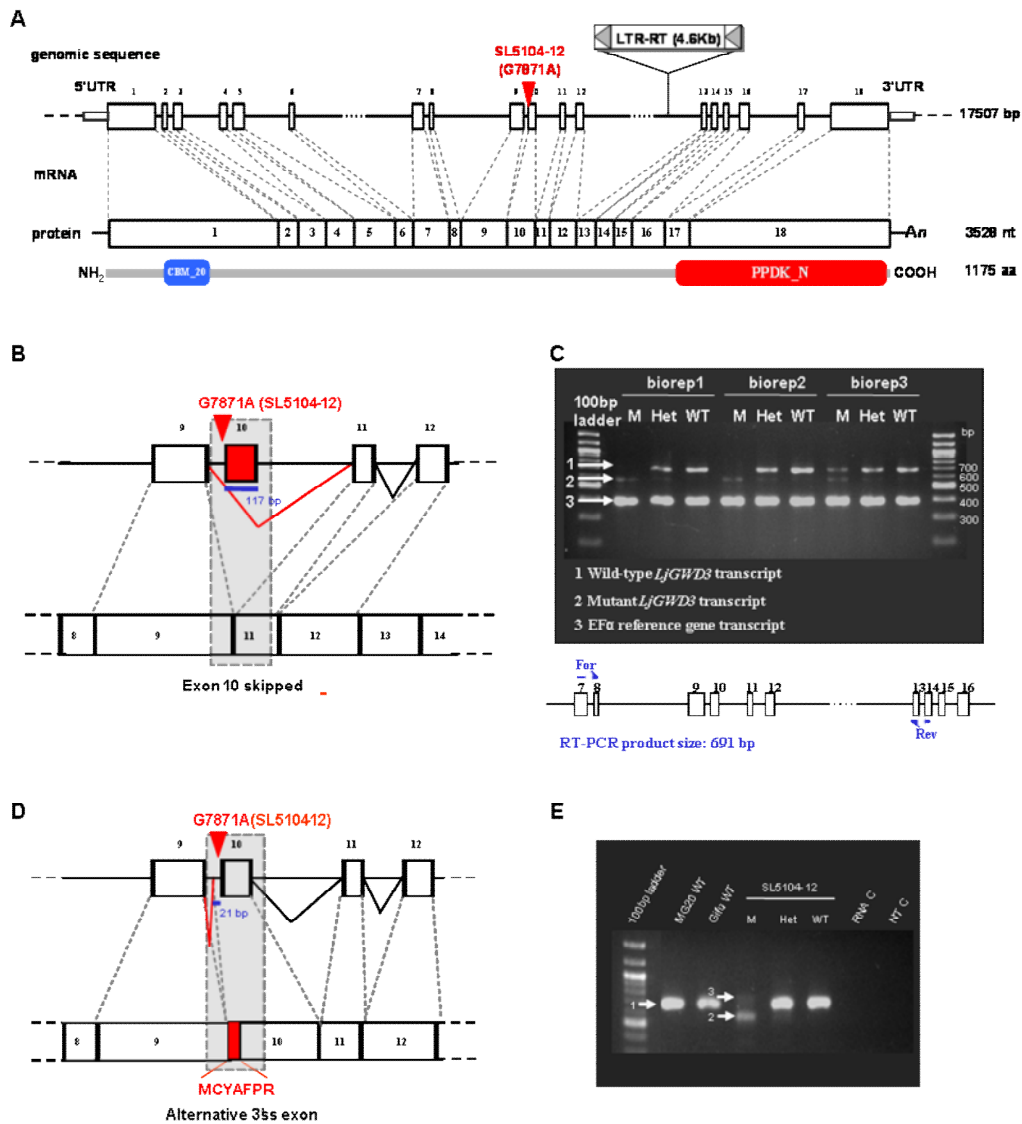 A
genomic sequence
SL5104-12
(G7871A)
LTR-RT (4.6Kb)
5'UTR
3'UTR
1 2 3 4 5 6 7 8 9 10 11 12 13 14 15 16 17 18
17507 bp
mRNA
protein
1 2 3 4 5 6 7 8 9 10 11 12 13 14 15 16 17 18
An
3528 nt
NH2
CBM_20
PPDK_N
COOH
1175 aa
B
G7871A (SL5104-12)
9 10 11 12
117 bp
8 9 11 12 13 14
Exon 10 skipped
C
biorep1 biorep2 biorep3
100bp
ladder
M Het WT M Het WT M Het WT
bp
1
2
3
700
600
500
400
300
1 Wild-type LjGWD3 transcript
2 Mutant LjGWD3 transcript
3 EFα reference gene transcript
For
7 8 9 10 11 12 13 14 15 16
Rev
RT-PCR product size: 691 bp
D
G7871A(SL510412)
9 10 11 12
21 bp
8 9 10 11 12
MCYAFPR
Alternative 3'ss exon
E
100bp ladder
MG20 WT
Gifu WT
SL5104-12
M Het WT
RNA C
NT C
1
3
2